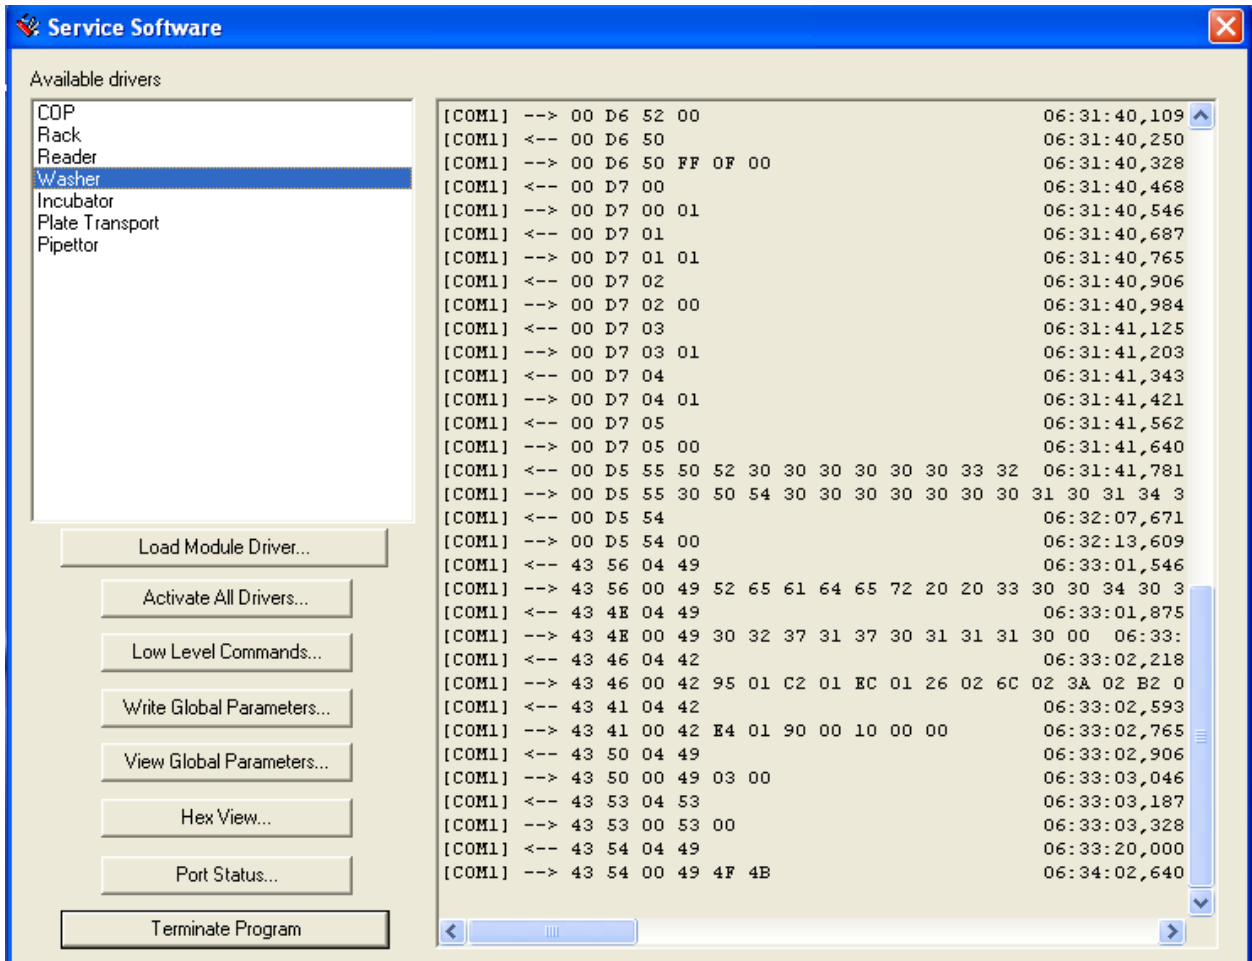 Service Software
Available drivers
COP
Rack
Reader
Washer
Incubator
Plate Transport
Pipettor
Load Module Driver...
Activate All Drivers...
Low Level Commands...
Write Global Parameters...
View Global Parameters...
Hex View...
Port Status...
Terminate Program
[COM1] --> 00 D6 52 00 06:31:40,109
[COM1] <-- 00 D6 50 06:31:40,250
[COM1] --> 00 D6 50 FF 0F 00 06:31:40,328
[COM1] <-- 00 D7 00 06:31:40,468
[COM1] --> 00 D7 00 01 06:31:40,546
[COM1] <-- 00 D7 01 06:31:40,687
[COM1] --> 00 D7 01 01 06:31:40,765
[COM1] <-- 00 D7 02 06:31:40,906
[COM1] --> 00 D7 02 00 06:31:40,984
[COM1] <-- 00 D7 03 06:31:41,125
[COM1] --> 00 D7 03 01 06:31:41,203
[COM1] <-- 00 D7 04 06:31:41,343
[COM1] --> 00 D7 04 01 06:31:41,421
[COM1] <-- 00 D7 05 06:31:41,562
[COM1] --> 00 D7 05 00 06:31:41,640
[COM1] <-- 00 D5 55 50 52 30 30 30 30 30 30 33 32 06:31:41,781
[COM1] --> 00 D5 55 30 50 54 30 30 30 30 30 30 30 31 30 31 34 3
[COM1] <-- 00 D5 54 06:32:07,671
[COM1] --> 00 D5 54 00 06:32:13,609
[COM1] <-- 43 56 04 49 06:33:01,546
[COM1] --> 43 56 00 49 52 65 61 64 65 72 20 20 33 30 30 34 30 3
[COM1] <-- 43 4E 04 49 06:33:01,875
[COM1] --> 43 4E 00 49 30 32 37 31 37 30 31 31 31 30 00 06:33:
[COM1] <-- 43 46 04 42 06:33:02,218
[COM1] --> 43 46 00 42 95 01 C2 01 EC 01 26 02 6C 02 3A 02 B2 0
[COM1] <-- 43 41 04 42 06:33:02,593
[COM1] --> 43 41 00 42 E4 01 90 00 10 00 00 06:33:02,765
[COM1] <-- 43 50 04 49 06:33:02,906
[COM1] --> 43 50 00 49 03 00 06:33:03,046
[COM1] <-- 43 53 04 53 06:33:03,187
[COM1] --> 43 53 00 53 00 06:33:03,328
[COM1] <-- 43 54 04 49 06:33:20,000
[COM1] --> 43 54 00 49 4F 4B 06:34:02,640